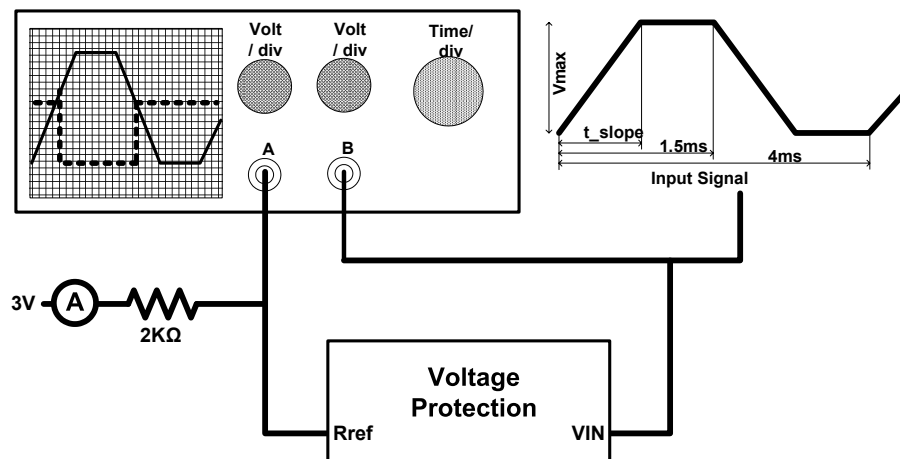 Volt
/ div
Volt
/ div
Time/
div
A
B
Vmax
t_slope
1.5ms
4ms
Input Signal
3V
A
2KΩ
Voltage
Protection
Rref
VIN